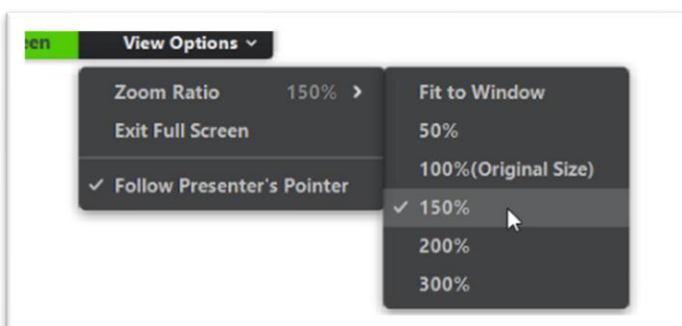 een View Options
Zoom Ratio 150%
Exit Full Screen
✓ Follow Presenter's Pointer
Fit to Window
50%
100%(Original Size)
✓ 150%
200%
300%